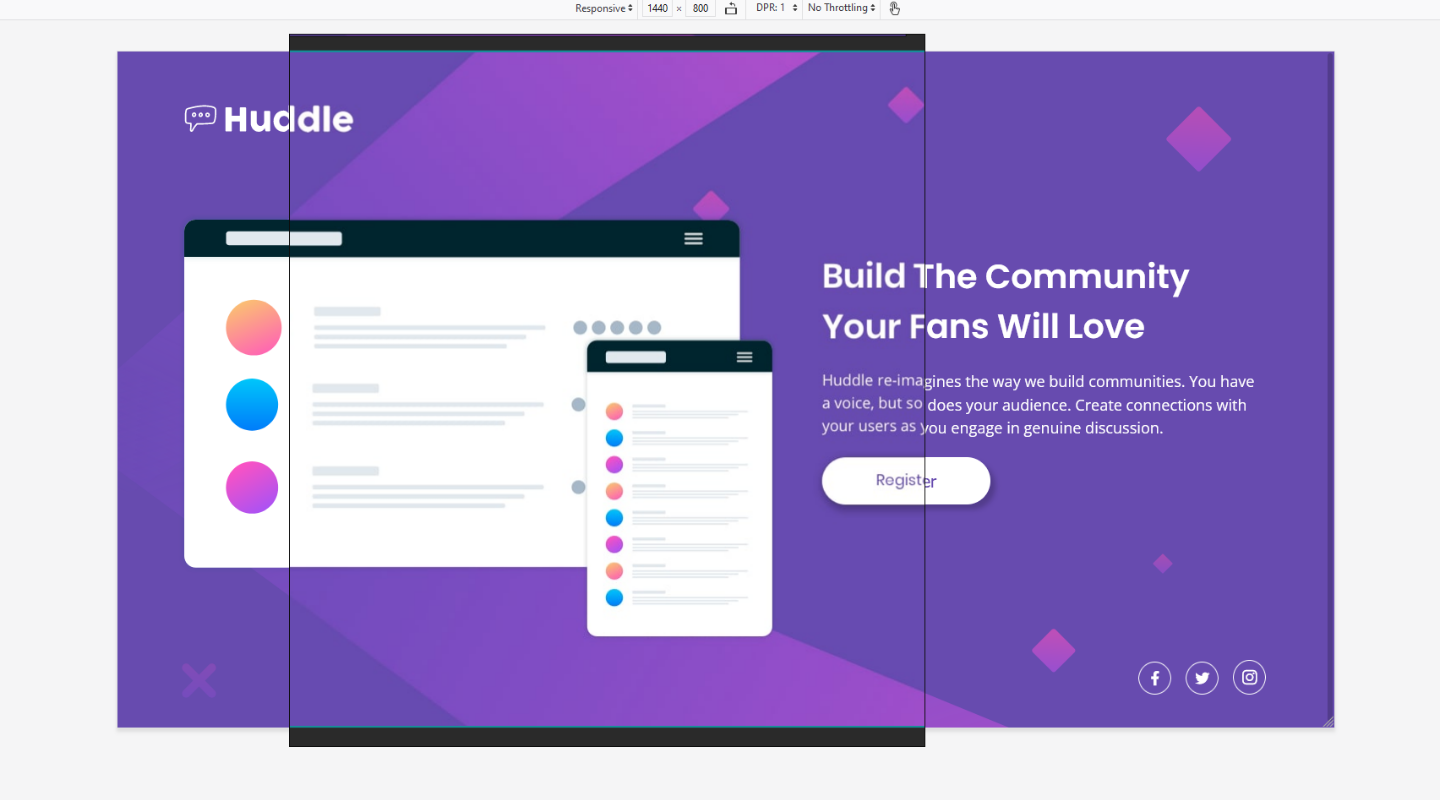 Responsive 1440 × 800 DPR: 1 No Throttling
Huddle
Build The Community
Your Fans Will Love
Huddle re-imagines the way we build communities. You have
a voice, but so does your audience. Create connections with
your users as you engage in genuine discussion.
Register